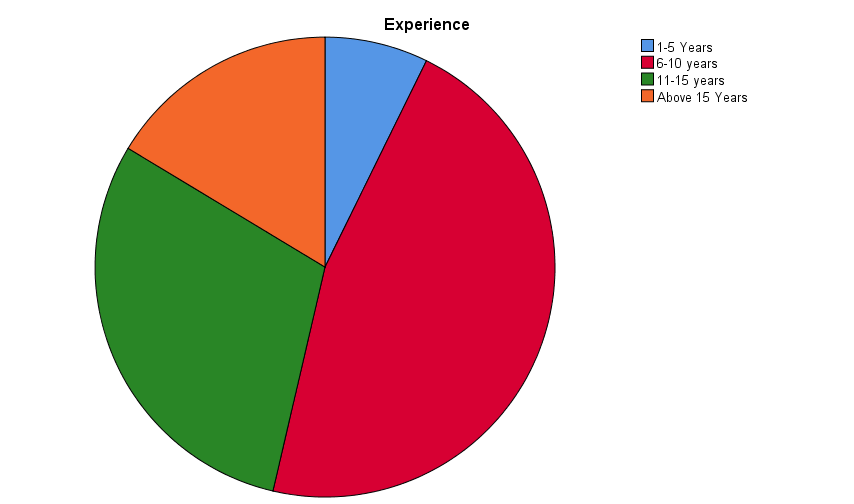 Experience
1-5 Years
6-10 years
11-15 years
Above 15 Years